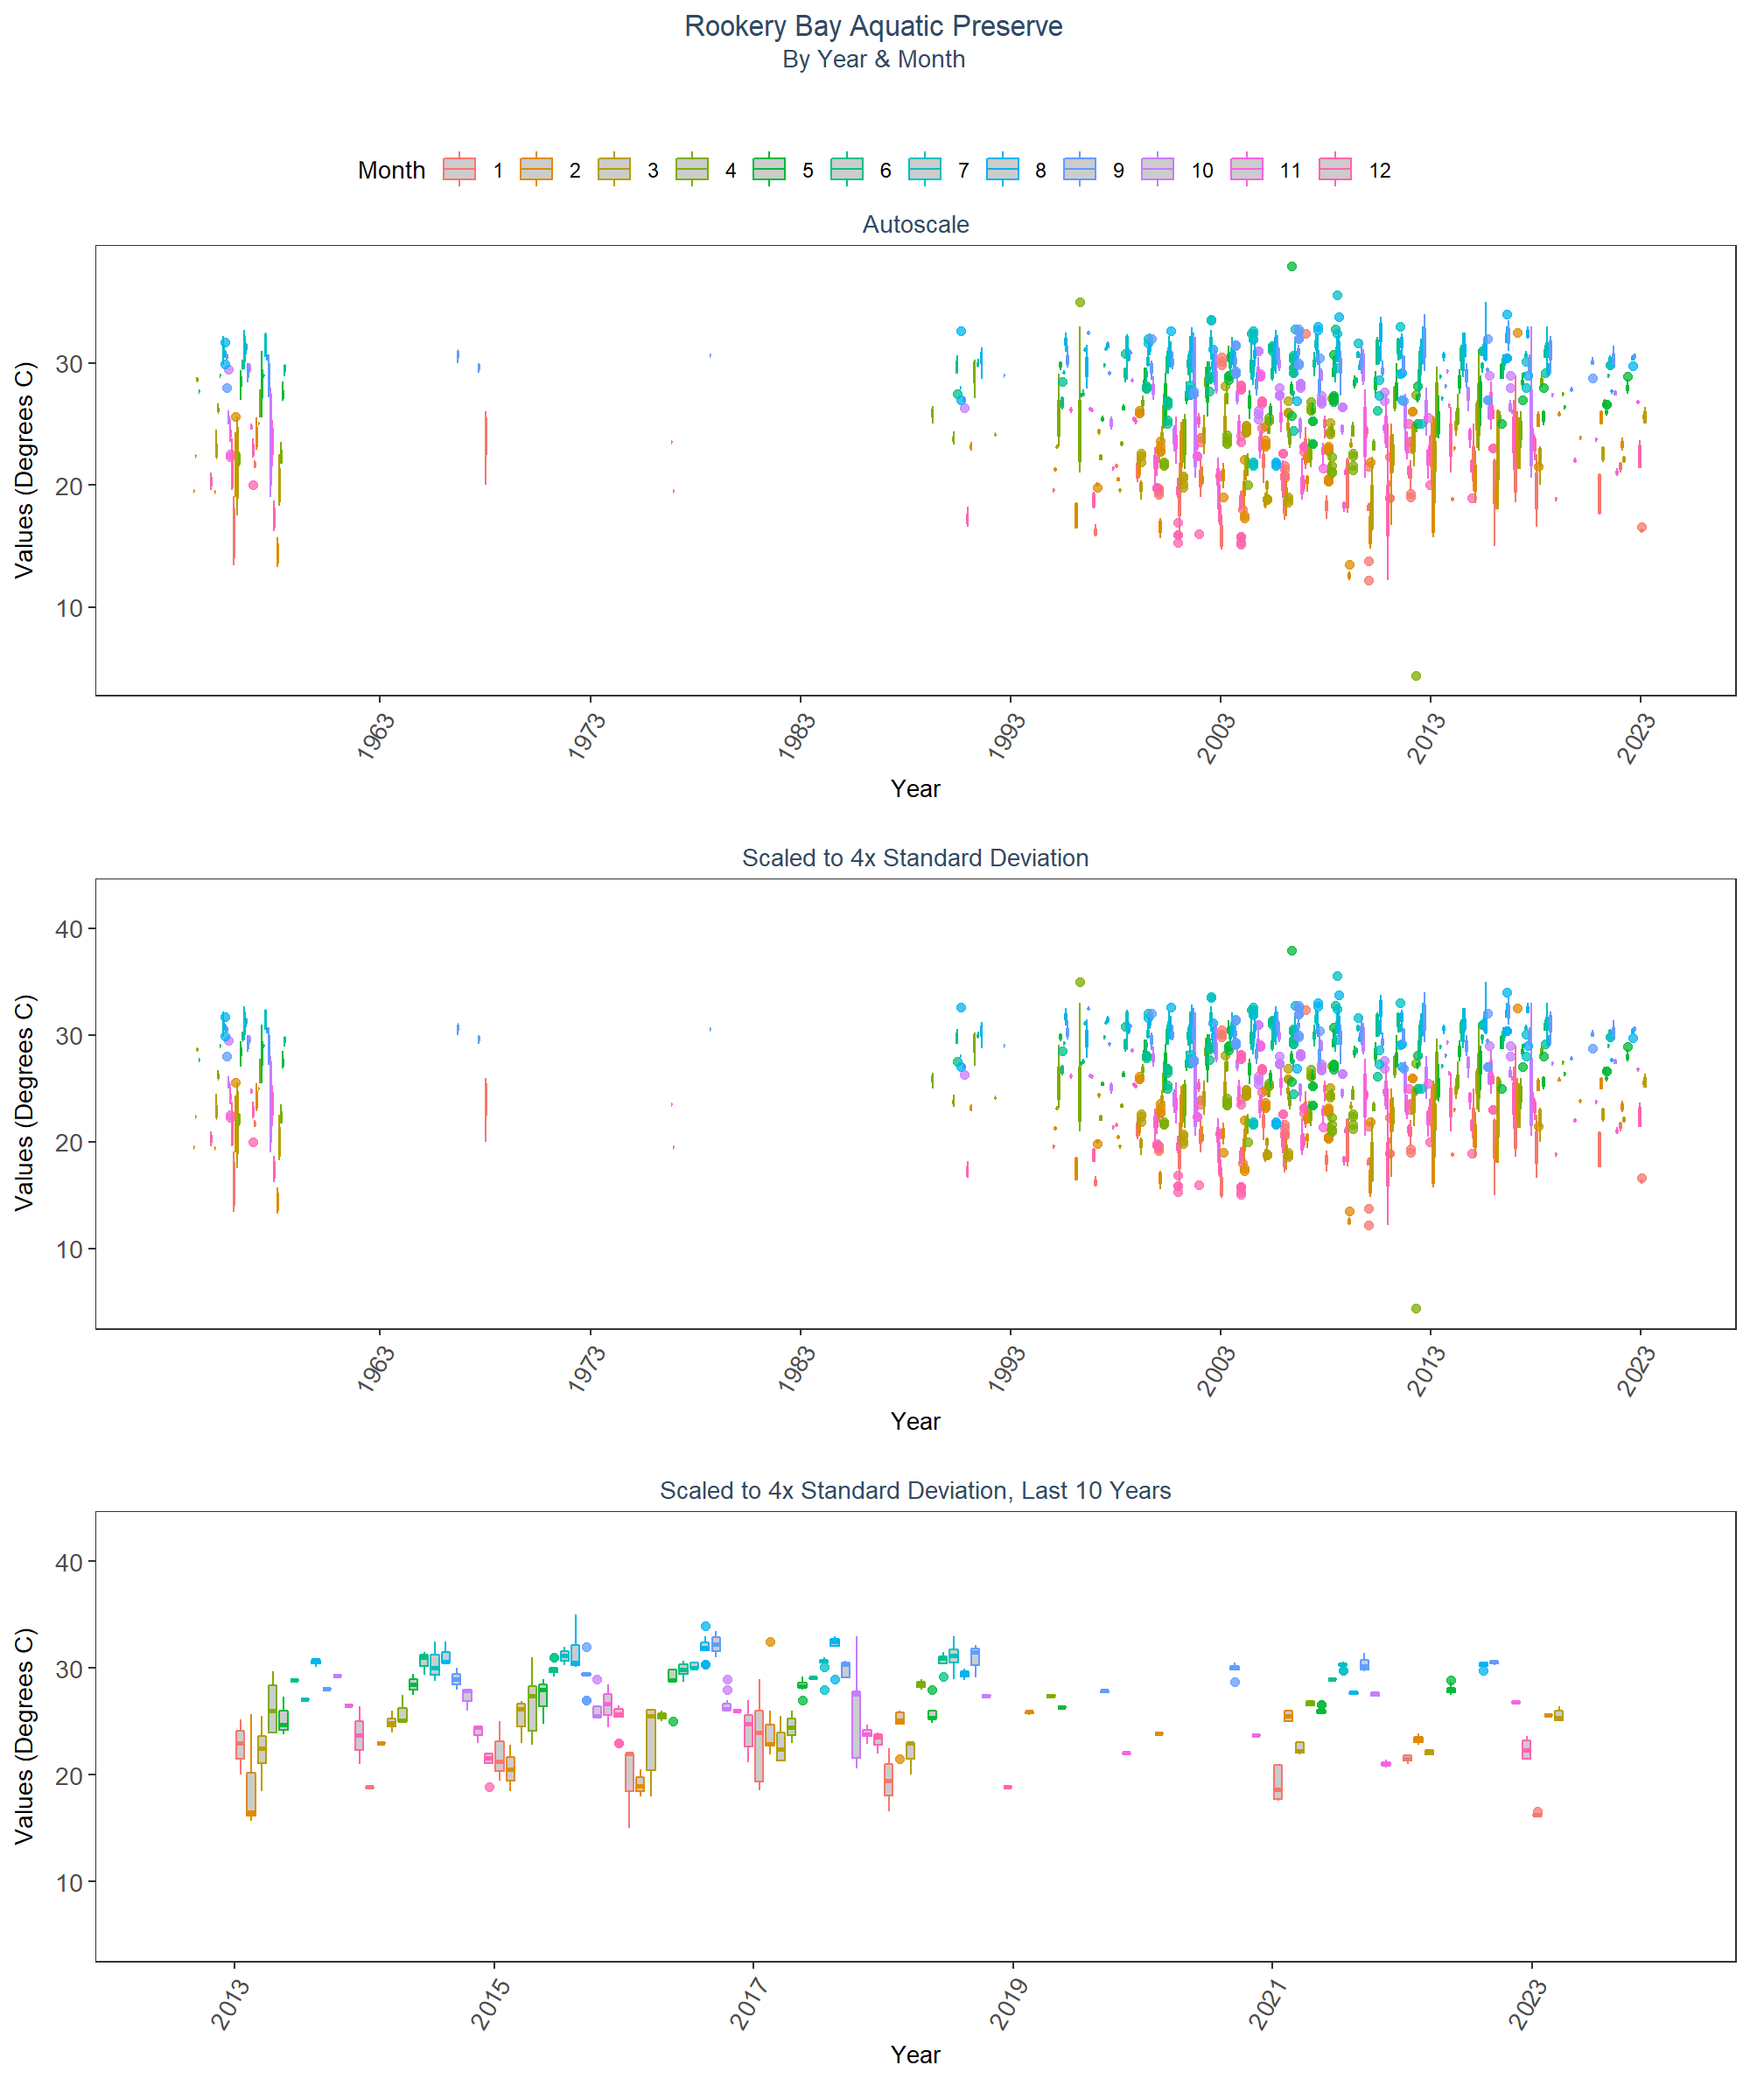 Rookery Bay Aquatic Preserve
By Year & Month
Month 1 2 3 4 5 6 7 8 9 10 11 12
Autoscale
Values (Degrees C)
30
20
10
1963 1973 1983 1993 2003 2013 2023
Year
Scaled to 4x Standard Deviation
Values (Degrees C)
40
30
20
10
1963 1973 1983 1993 2003 2013 2023
Year
Scaled to 4x Standard Deviation, Last 10 Years
Values (Degrees C)
40
30
20
10
2013 2015 2017 2019 2021 2023
Year